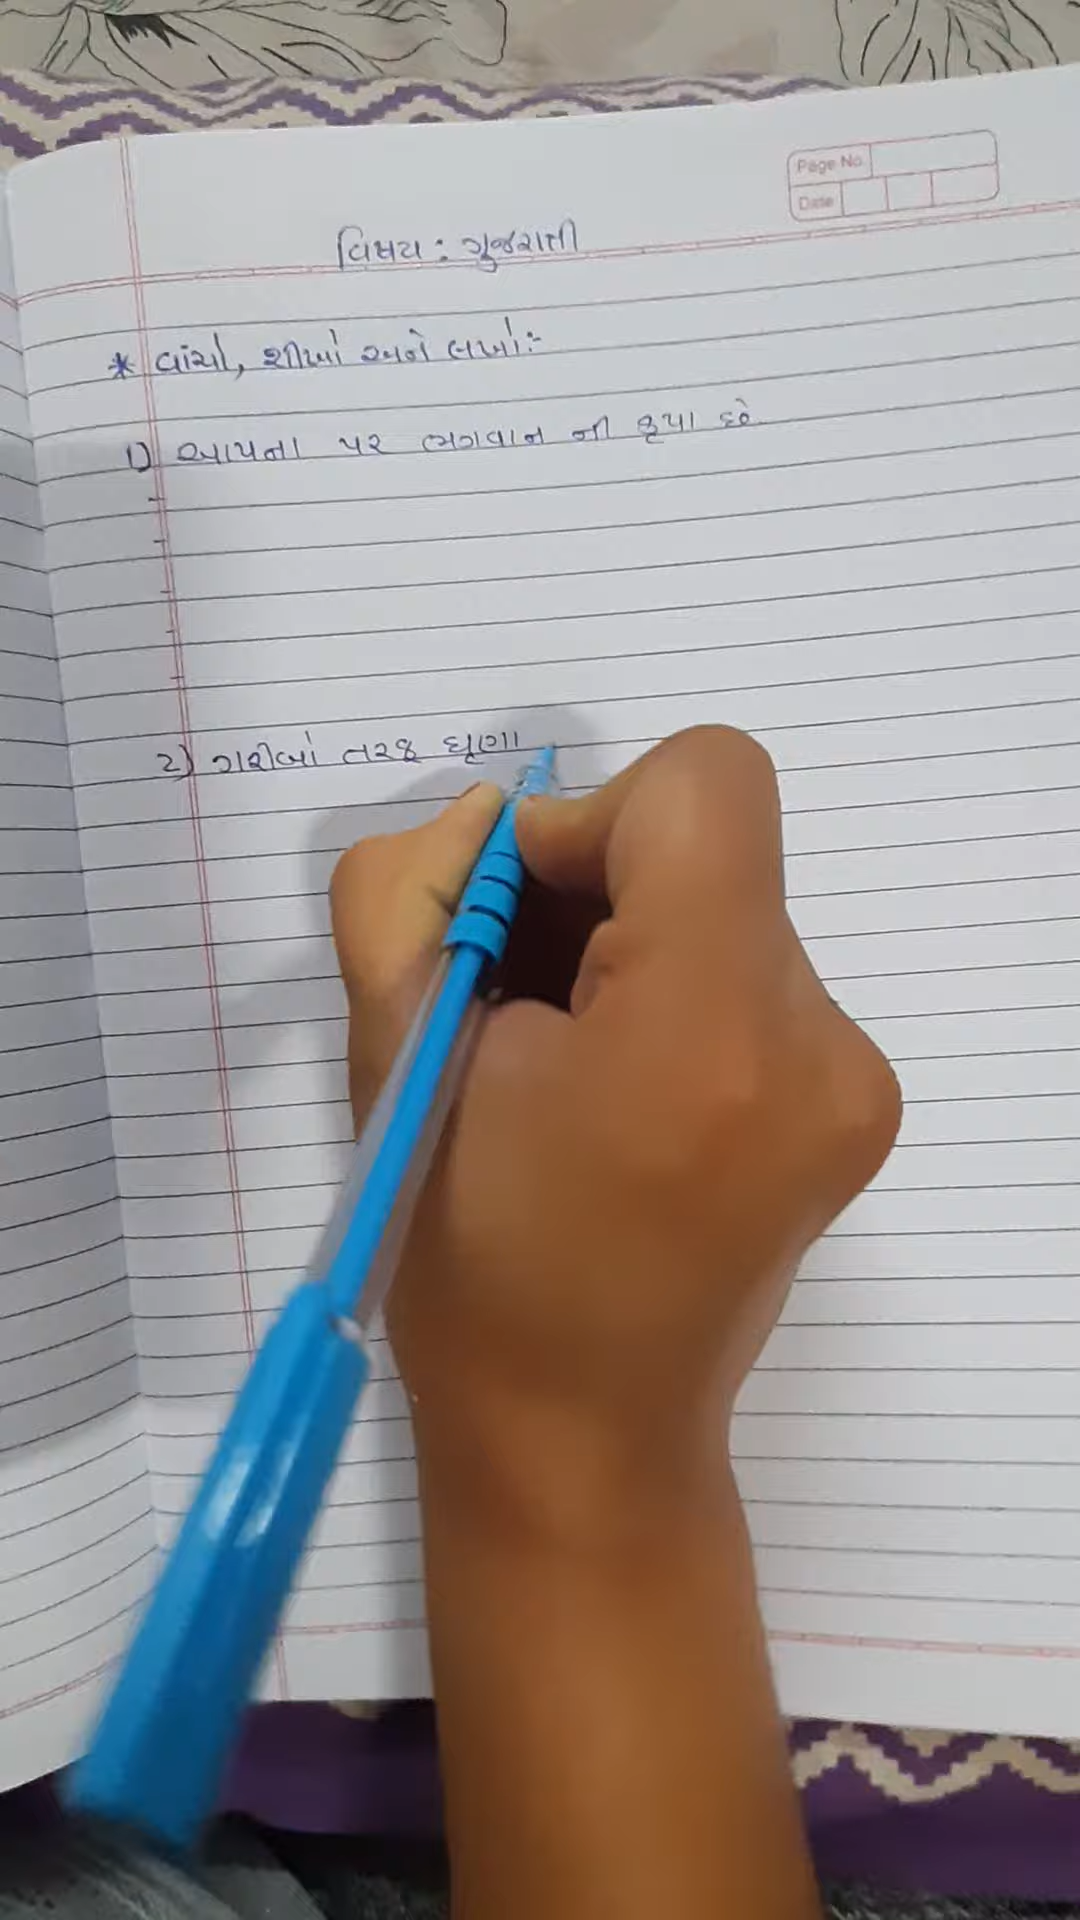 Page No.
Date
વિષય : ગુજરાતી
* વાંચો, શીખો અને લખો:-
1) આપના પર ભગવાન ની કૃપા છે.
2) ગરીબો તરફ ઘૃણા